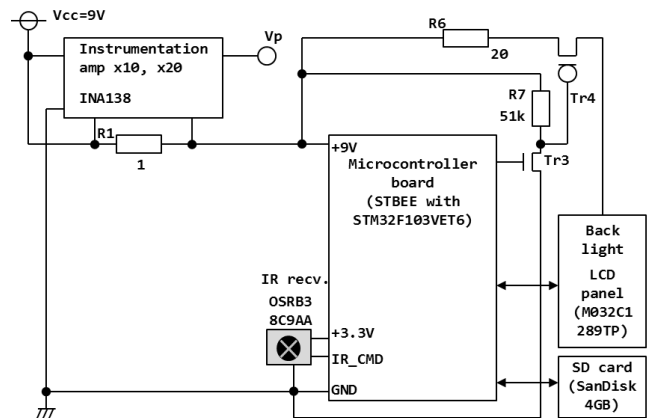 Vcc=9V
Instrumentation
amp x10, x20
INA138
Vp
R1
1
R6
20
R7
51k
Tr4
Tr3
+9V
Microcontroller
board
(STBEE with
STM32F103VET6)
IR recv.
OSRB3
8C9AA
+3.3V
IR_CMD
GND
Back
light
LCD
panel
(M032C1
289TP)
SD card
(SanDisk
4GB)